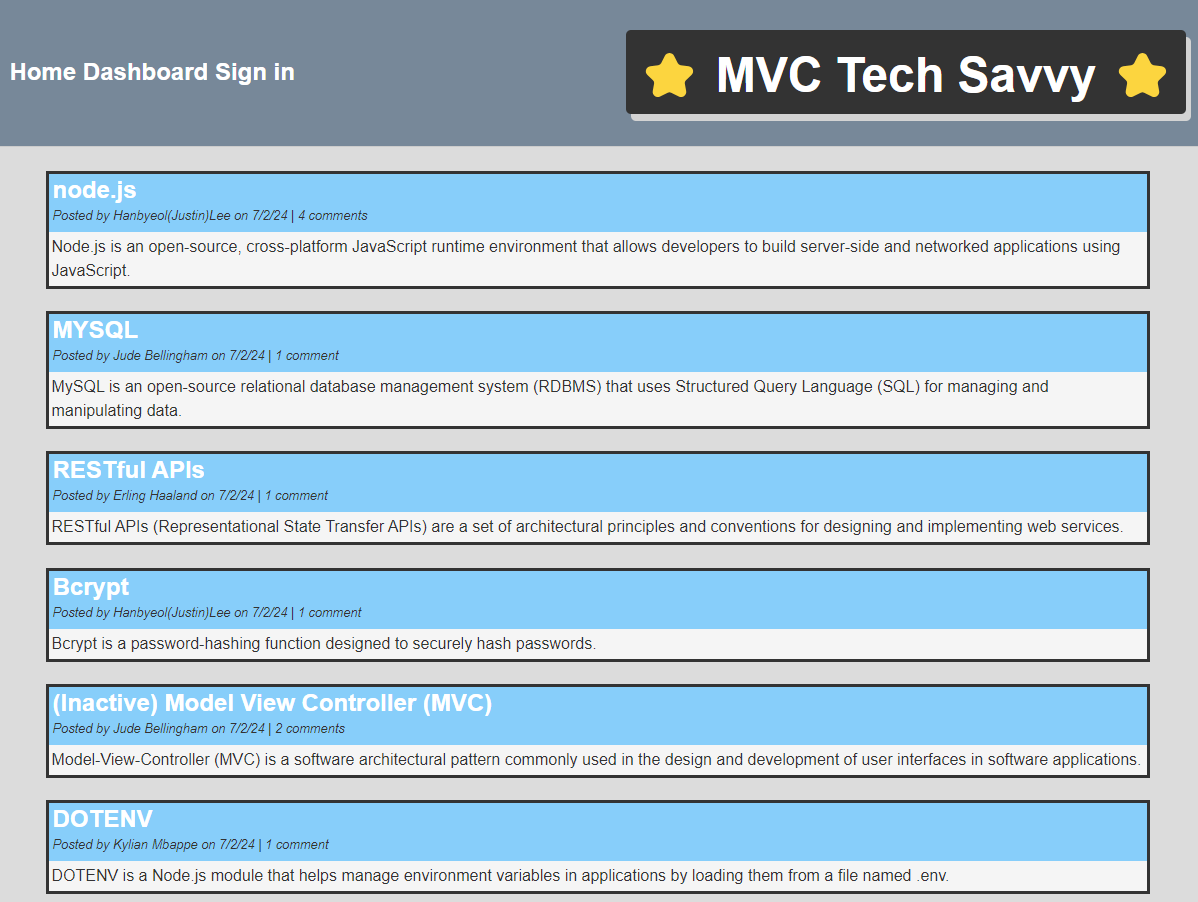 Home Dashboard Sign in
MVC Tech Savvy
node.js
Posted by Hanbyeol(Justin)Lee on 7/2/24 | 4 comments
Node.js is an open-source, cross-platform JavaScript runtime environment that allows developers to build server-side and networked applications using
JavaScript.
MYSQL
Posted by Jude Bellingham on 7/2/24 | 1 comment
MySQL is an open-source relational database management system (RDBMS) that uses Structured Query Language (SQL) for managing and
manipulating data.
RESTful APIs
Posted by Erling Haaland on 7/2/24 | 1 comment
RESTful APIs (Representational State Transfer APIs) are a set of architectural principles and conventions for designing and implementing web services.
Bcrypt
Posted by Hanbyeol(Justin)Lee on 7/2/24 | 1 comment
Bcrypt is a password-hashing function designed to securely hash passwords.
(Inactive) Model View Controller (MVC)
Posted by Jude Bellingham on 7/2/24 | 2 comments
Model-View-Controller (MVC) is a software architectural pattern commonly used in the design and development of user interfaces in software applications.
DOTENV
Posted by Kylian Mbappe on 7/2/24 | 1 comment
DOTENV is a Node.js module that helps manage environment variables in applications by loading them from a file named .env.